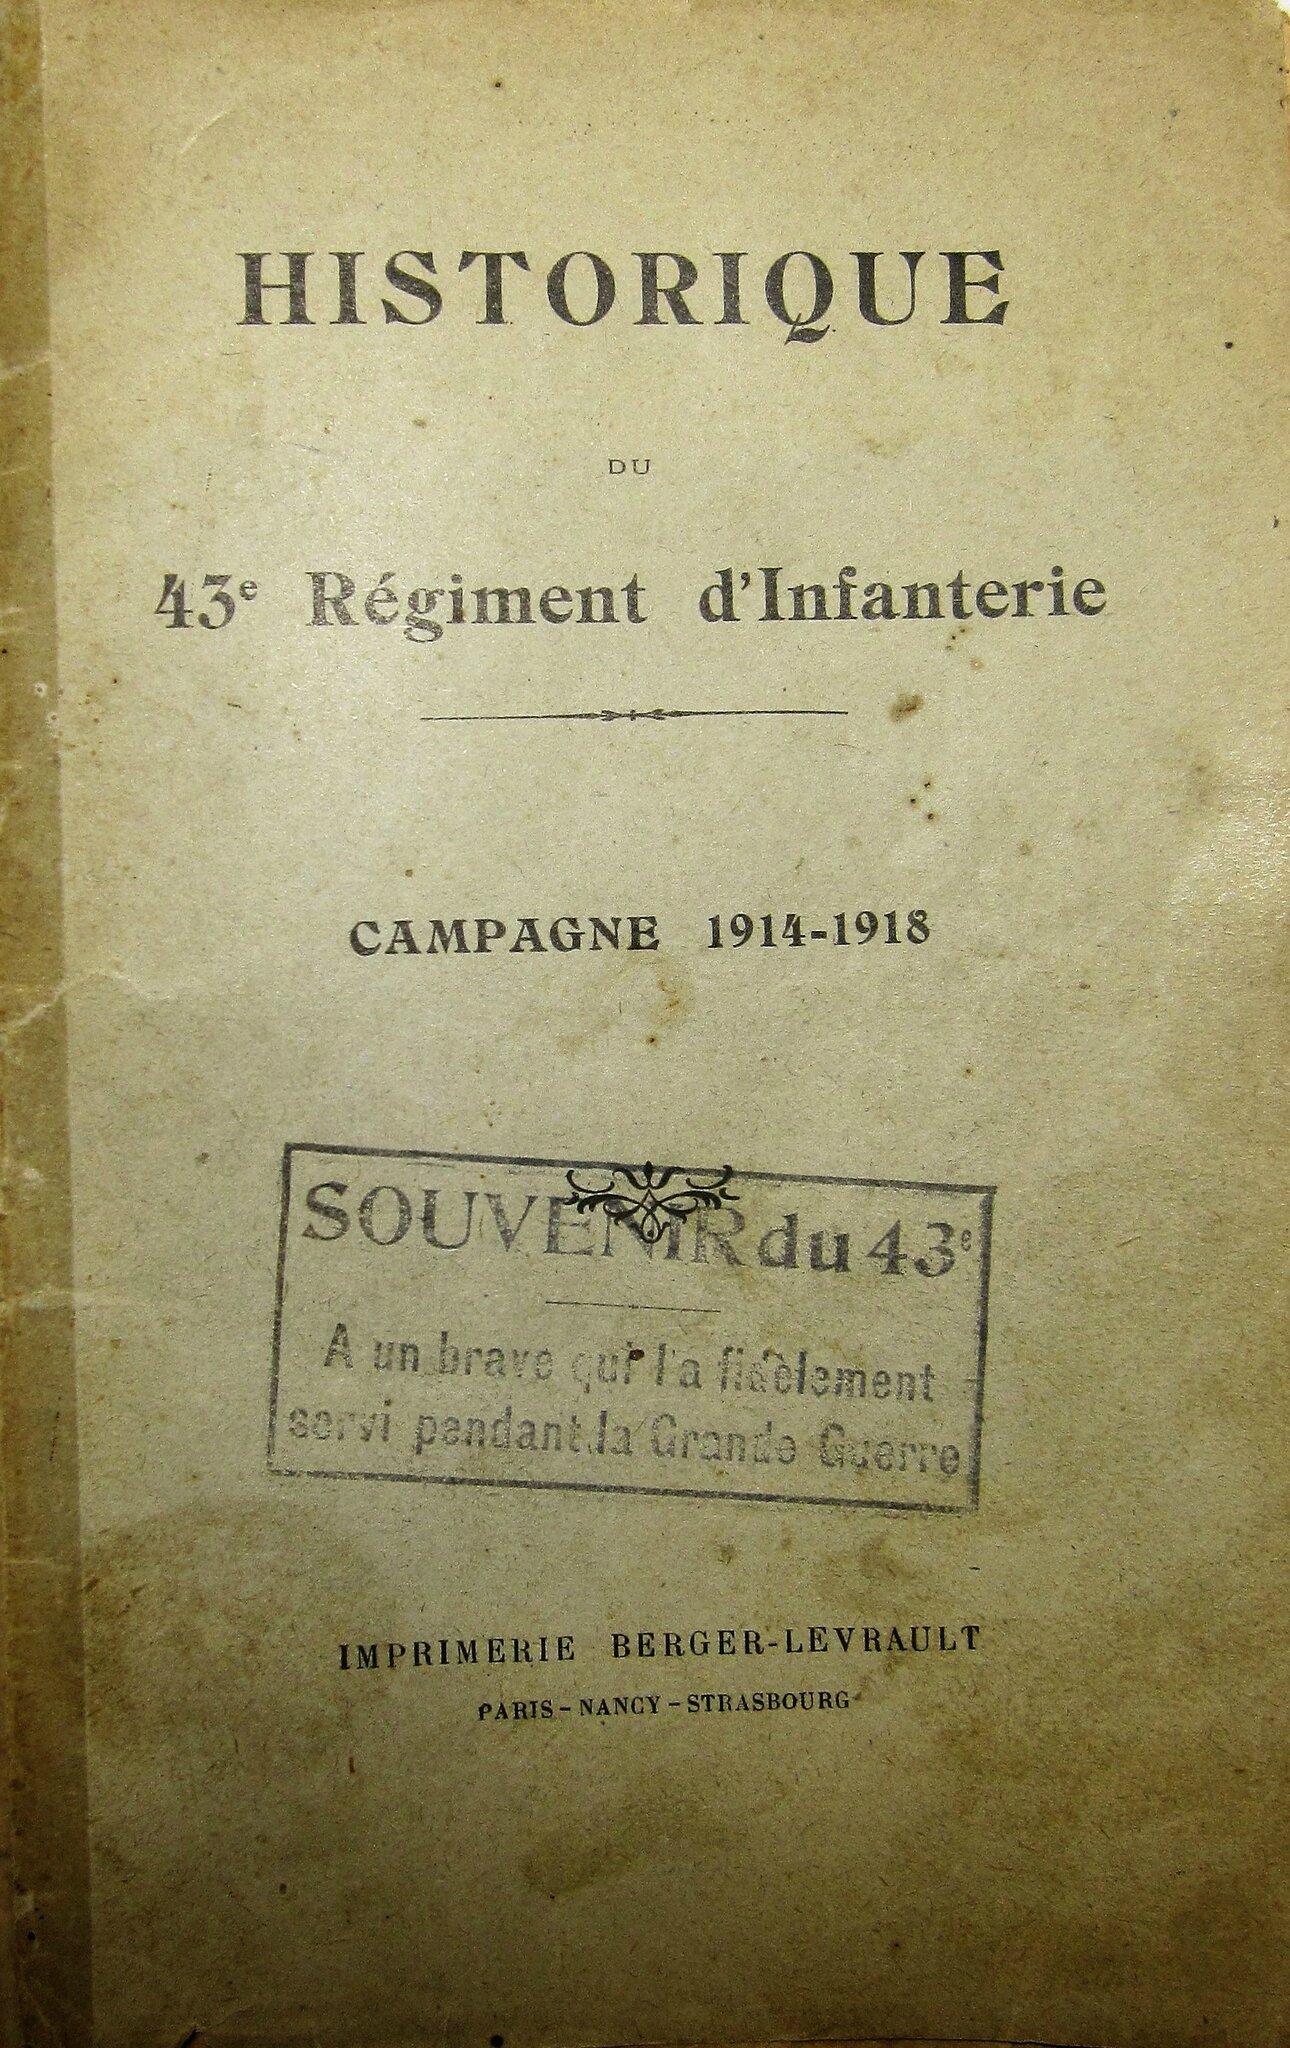 HISTORIQUE
DU
43e Régiment d'Infanterie
CAMPAGNE 1914-1918
SOUVENIR du 43e
A un brave qui l'a fidèlement
servi pendant la Grande Guerre
IMPRIMERIE BERGER-LEVRAULT
PARIS - NANCY - STRASBOURG